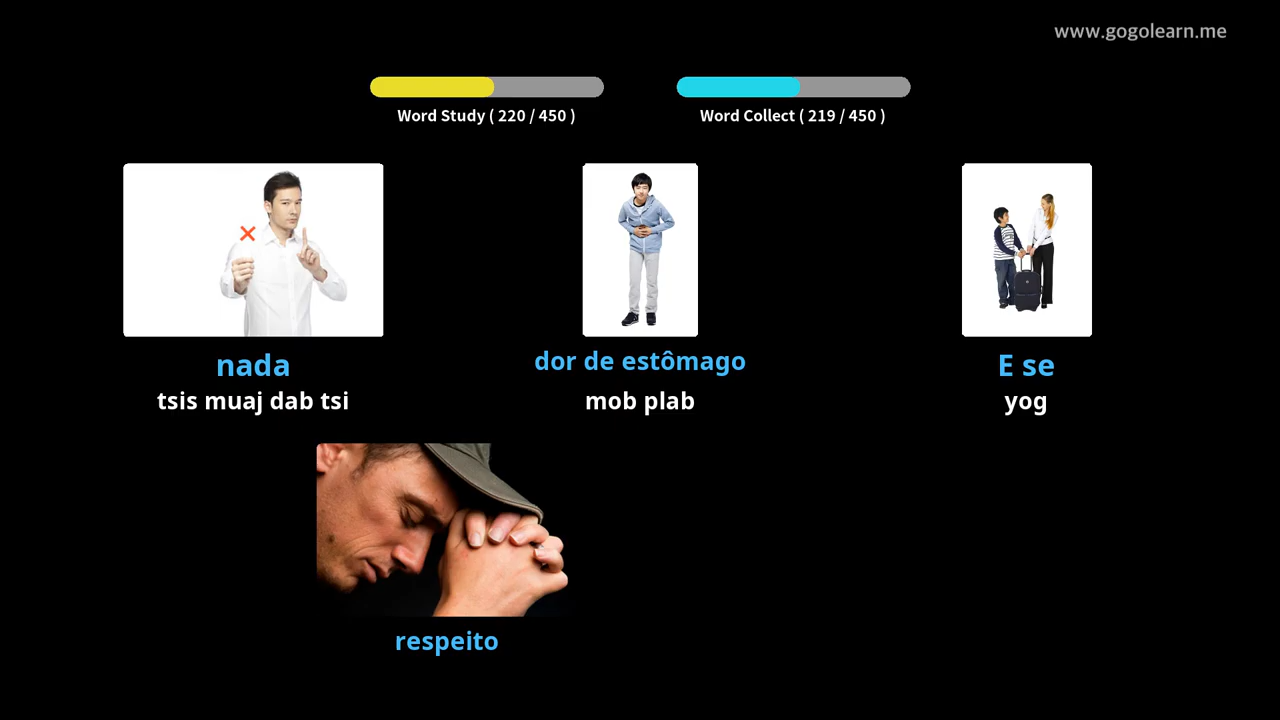 www.gogolearn.me
Word Study ( 220 / 450 )
Word Collect ( 219 / 450 )
nada
tsis muaj dab tsi
dor de estômago
mob plab
E se
yog
respeito